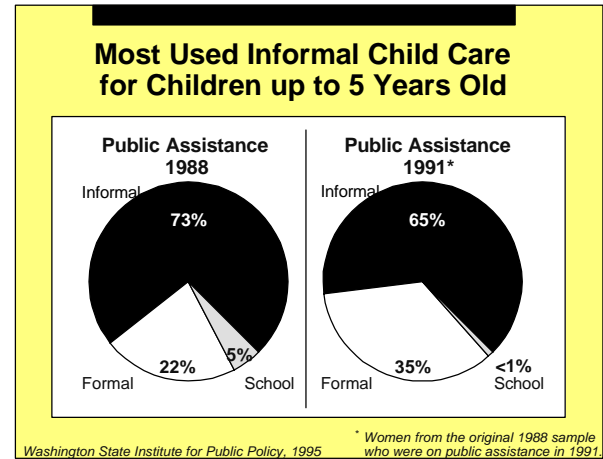 Most Used Informal Child Care
for Children up to 5 Years Old
Public Assistance
1988
Informal
73%
22%
5%
Formal
School
Public Assistance
1991*
Informal
65%
35%
<1%
Formal
School
Washington State Institute for Public Policy, 1995
* Women from the original 1988 sample
who were on public assistance in 1991.